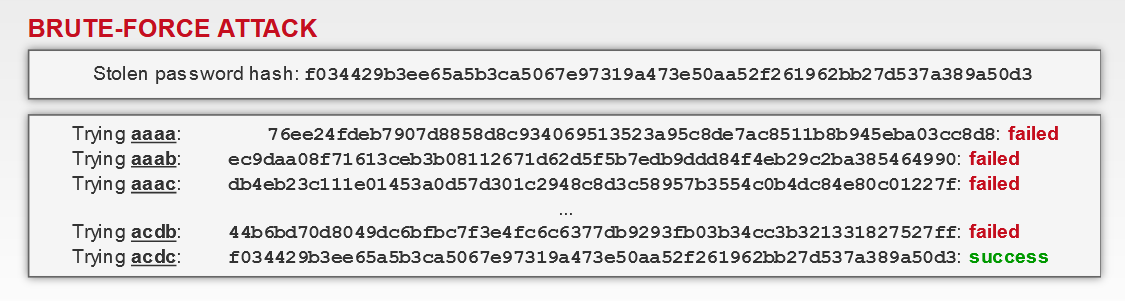 BRUTE-FORCE ATTACK
Stolen password hash: f034429b3ee65a5b3ca5067e97319a473e50aa52f261962bb27d537a389a50d3
Trying aaaa: 76ee24fdeb7907d8858d8c934069513523a95c8de7ac8511b8b945eba03cc8d8: failed
Trying aaab: ec9daa08f71613ceb3b08112671d62d5f5b7edb9ddd84f4eb29c2ba385464990: failed
Trying aaac: db4eb23c111e01453a0d57d301c2948c8d3c58957b3554c0b4dc84e80c01227f: failed
...
Trying acdb: 44b6bd70d8049dc6bfbc7f3e4fc6c6377db9293fb03b34cc3b321331827527ff: failed
Trying acdc: f034429b3ee65a5b3ca5067e97319a473e50aa52f261962bb27d537a389a50d3: success